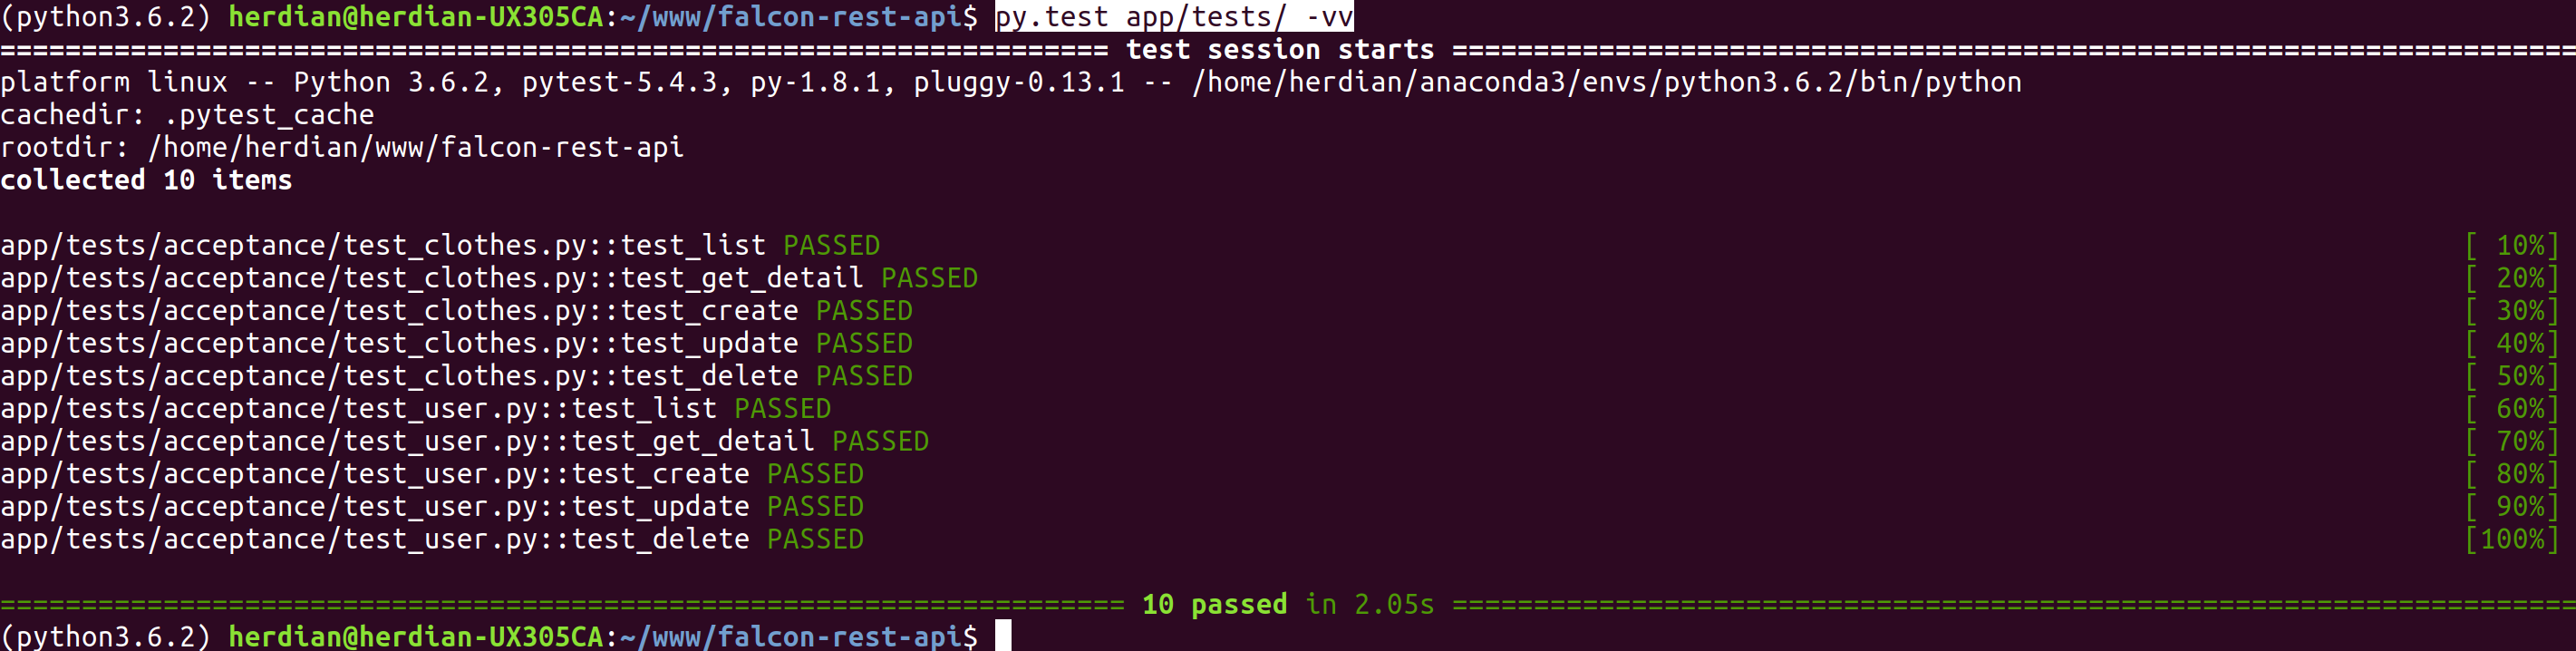 (python3.6.2) herdian@herdian-UX305CA:~/www/falcon-rest-api$ py.test app/tests/ -vv
==================================================================== test session starts =====================================================================
platform linux -- Python 3.6.2, pytest-5.4.3, py-1.8.1, pluggy-0.13.1 -- /home/herdian/anaconda3/envs/python3.6.2/bin/python
cachedir: .pytest_cache
rootdir: /home/herdian/www/falcon-rest-api
collected 10 items
app/tests/acceptance/test_clothes.py::test_list PASSED [ 10%]
app/tests/acceptance/test_clothes.py::test_get_detail PASSED [ 20%]
app/tests/acceptance/test_clothes.py::test_create PASSED [ 30%]
app/tests/acceptance/test_clothes.py::test_update PASSED [ 40%]
app/tests/acceptance/test_clothes.py::test_delete PASSED [ 50%]
app/tests/acceptance/test_user.py::test_list PASSED [ 60%]
app/tests/acceptance/test_user.py::test_get_detail PASSED [ 70%]
app/tests/acceptance/test_user.py::test_create PASSED [ 80%]
app/tests/acceptance/test_user.py::test_update PASSED [ 90%]
app/tests/acceptance/test_user.py::test_delete PASSED [100%]
===================================================================== 10 passed in 2.05s =====================================================================
(python3.6.2) herdian@herdian-UX305CA:~/www/falcon-rest-api$